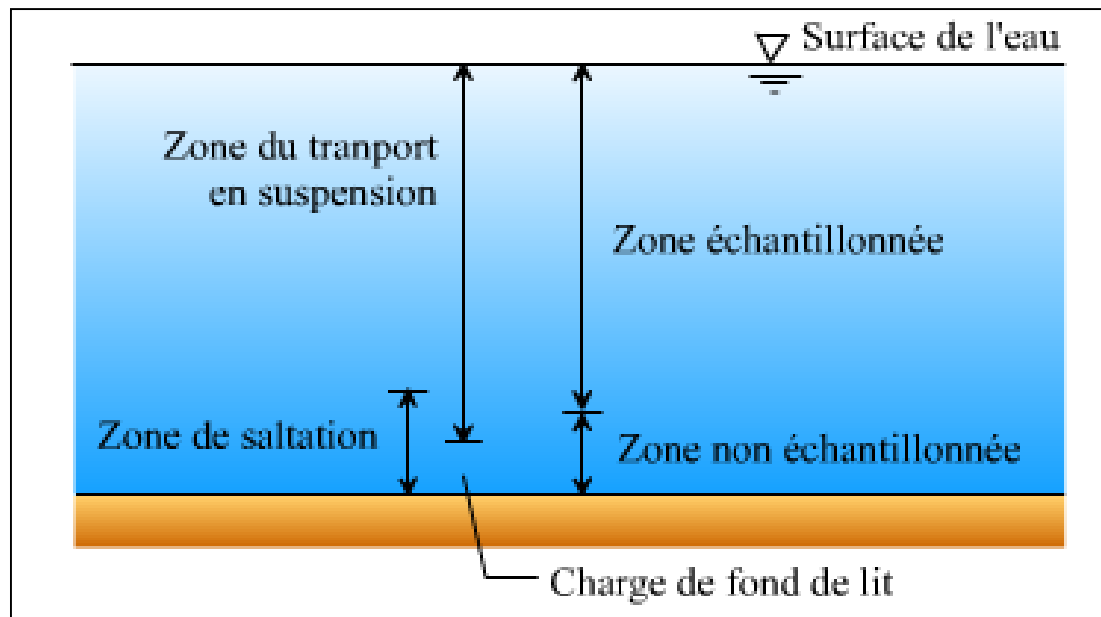 Surface de l'eau
Zone du tranport
en suspension
Zone échantillonnée
Zone de saltation
Zone non échantillonnée
Charge de fond de lit